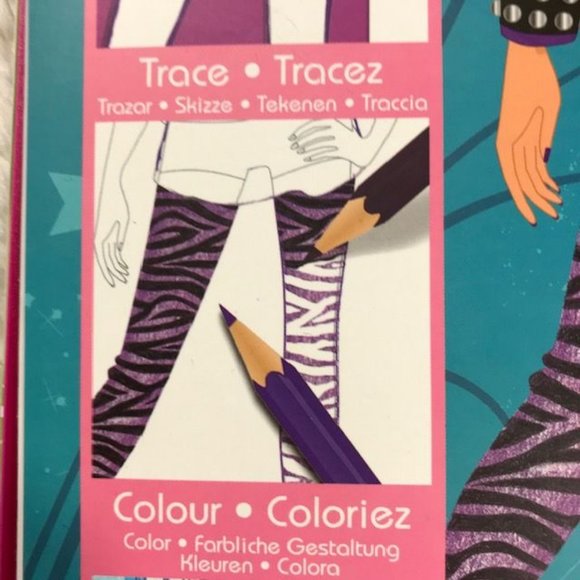 Trace • Tracez
Trazar • Skizze • Tekenen • Traccia
Colour • Coloriez
Color • Farbliche Gestaltung
Kleuren • Colora